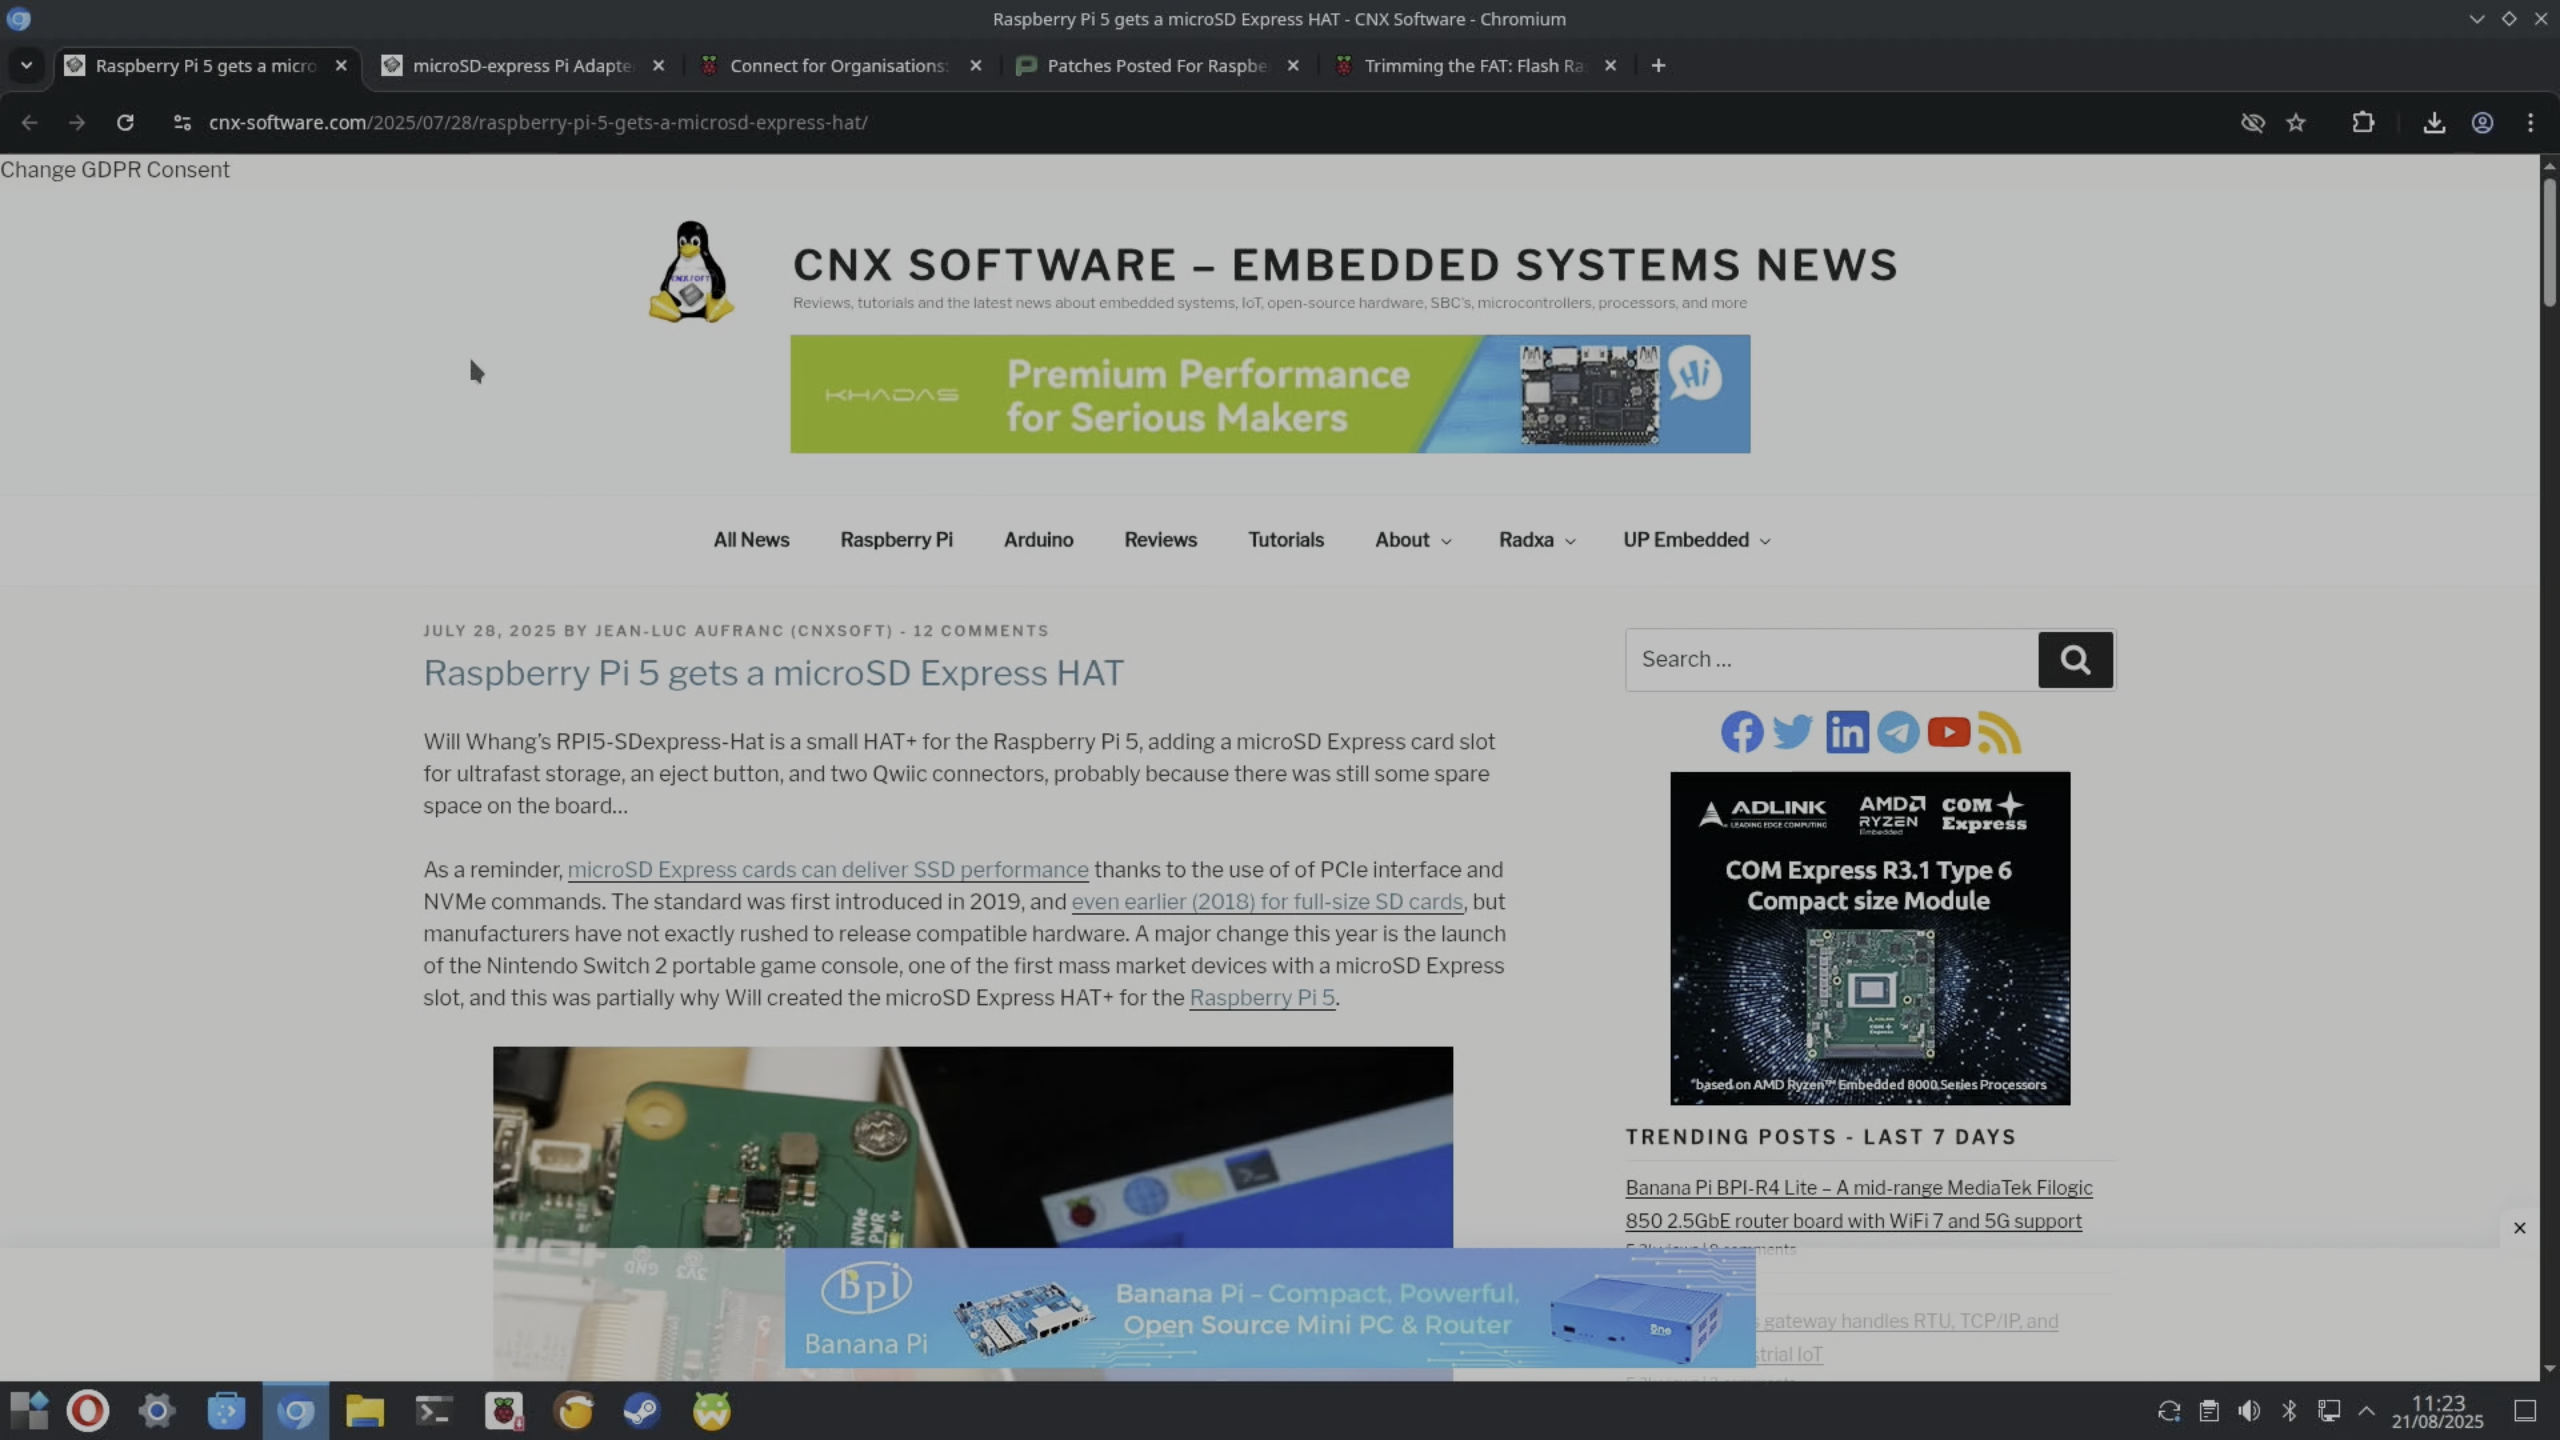 Raspberry Pi 5 gets a microSD Express HAT - CNX Software - Chromium
Raspberry Pi 5 gets a micro
microSD-express Pi Adapte
Connect for Organisations:
Patches Posted For Raspbe
Trimming the FAT: Flash Ra
cnx-software.com/2025/07/28/raspberry-pi-5-gets-a-microsd-express-hat/
Change GDPR Consent
CNXSOFT
CNX SOFTWARE – EMBEDDED SYSTEMS NEWS
Reviews, tutorials and the latest news about embedded systems, IoT, open-source hardware, SBC's, microcontrollers, processors, and more
KHADAS
Premium Performance
for Serious Makers
Hi
All News
Raspberry Pi
Arduino
Reviews
Tutorials
About
Radxa
UP Embedded
JULY 28, 2025 BY JEAN-LUC AUFRANC (CNXSOFT) - 12 COMMENTS
Raspberry Pi 5 gets a microSD Express HAT
Will Whang's RPI5-SDexpress-Hat is a small HAT+ for the Raspberry Pi 5, adding a microSD Express card slot
for ultrafast storage, an eject button, and two Qwiic connectors, probably because there was still some spare
space on the board…
As a reminder, microSD Express cards can deliver SSD performance thanks to the use of of PCIe interface and
NVMe commands. The standard was first introduced in 2019, and even earlier (2018) for full-size SD cards, but
manufacturers have not exactly rushed to release compatible hardware. A major change this year is the launch
of the Nintendo Switch 2 portable game console, one of the first mass market devices with a microSD Express
slot, and this was partially why Will created the microSD Express HAT+ for the Raspberry Pi 5.
NVMe
PWR
GND
3V3
Search …
ADLINK
LEADING EDGE COMPUTING
AMD
RYZEN
Embedded
COM
Express
COM Express R3.1 Type 6
Compact size Module
based on AMD Ryzen™ Embedded 8000 Series Processors
TRENDING POSTS - LAST 7 DAYS
Banana Pi BPI-R4 Lite – A mid-range MediaTek Filogic
850 2.5GbE router board with WiFi 7 and 5G support
gateway handles RTU, TCP/IP, and
IoT
Bpi
Banana Pi
Banana Pi – Compact, Powerful,
Open Source Mini PC & Router
One
11:23
21/08/2025